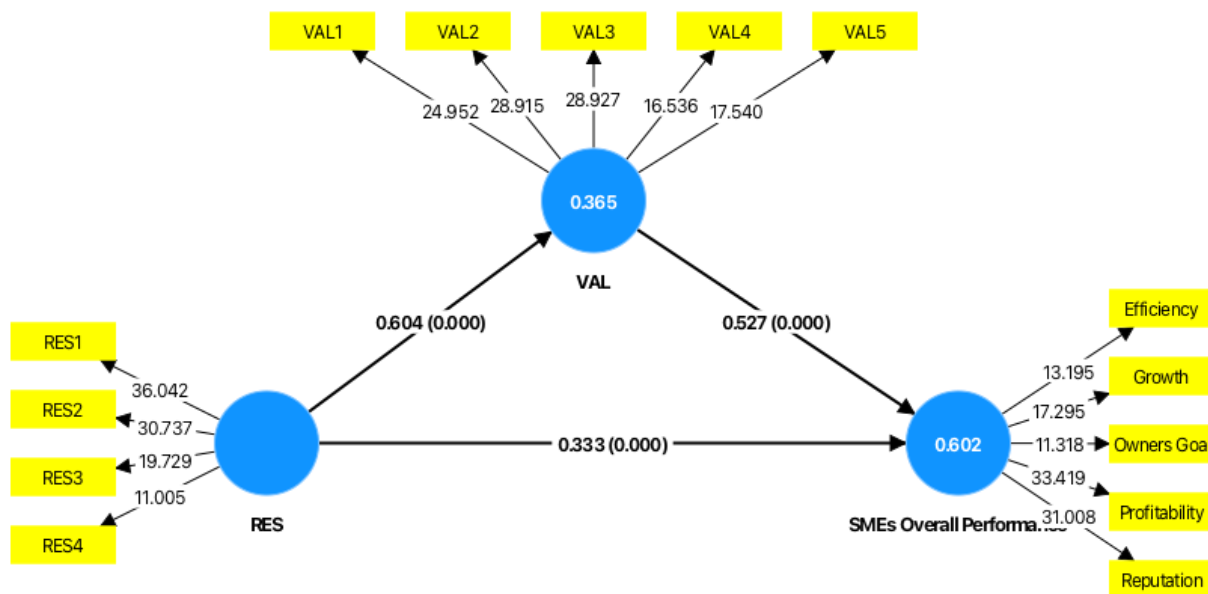 VAL1 VAL2 VAL3 VAL4 VAL5
24.952 28.915 28.927 16.536 17.540
0.365
VAL
0.604 (0.000) 0.527 (0.000)
RES1
RES2
RES3
RES4
36.042
30.737
19.729
11.005
RES
0.333 (0.000)
0.602
SMEs Overall
13.195
17.295
11.318
33.419
31.008
Efficiency
Growth
Owners Goa
Profitability
Reputation